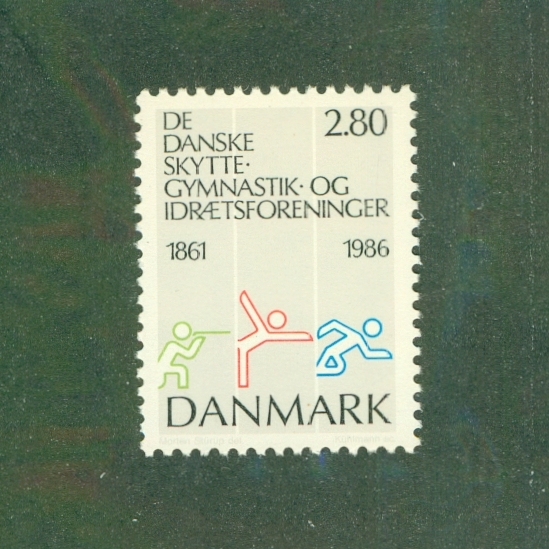 DE
DANSKE
SKYTTE·
GYMNASTIK· OG
IDRÆTSFORENINGER
2.80
1861 1986
DANMARK